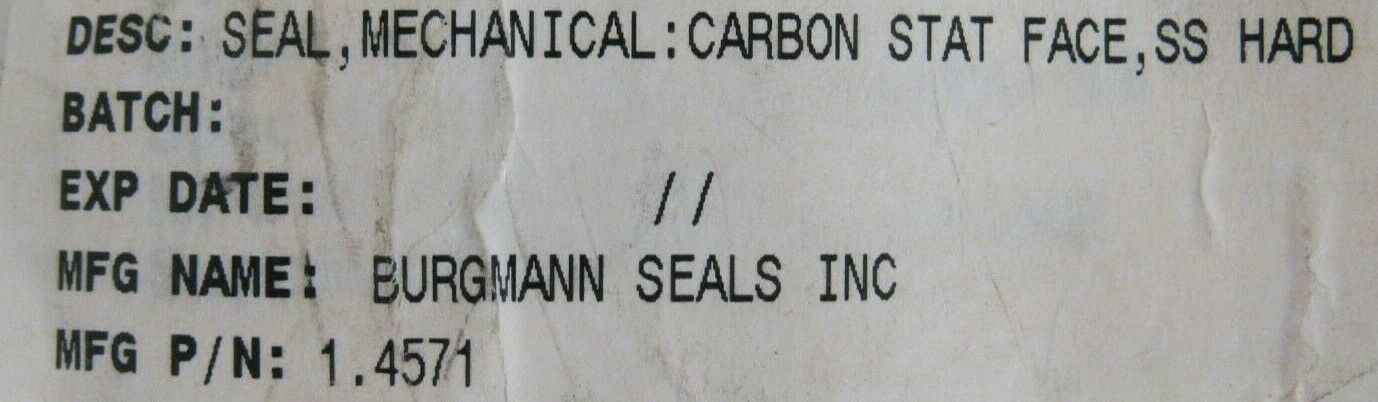 DESC: SEAL,MECHANICAL:CARBON STAT FACE,SS HARD
BATCH:
EXP DATE: //
MFG NAME: BURGMANN SEALS INC
MFG P/N: 1.4571